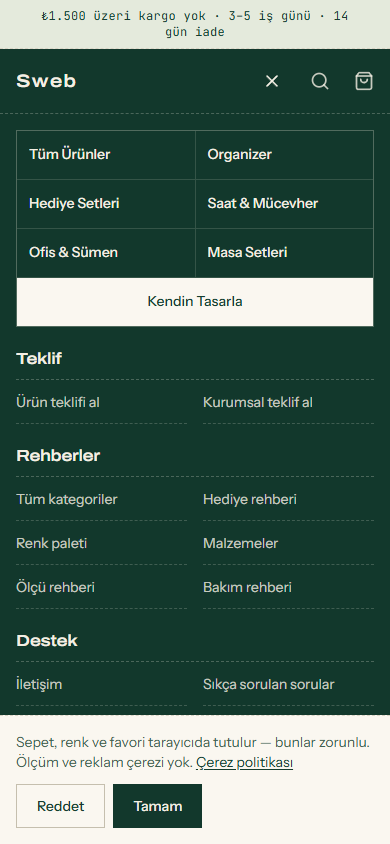 ₺1.500 üzeri kargo yok · 3–5 iş günü · 14
gün iade
Sweb
Tüm Ürünler
Organizer
Hediye Setleri
Saat & Mücevher
Ofis & Sümen
Masa Setleri
Kendin Tasarla
Teklif
Ürün teklifi al
Kurumsal teklif al
Rehberler
Tüm kategoriler
Hediye rehberi
Renk paleti
Malzemeler
Ölçü rehberi
Bakım rehberi
Destek
İletişim
Sıkça sorulan sorular
Sepet, renk ve favori tarayıcıda tutulur — bunlar zorunlu.
Ölçüm ve reklam çerezi yok. Çerez politikası
Reddet
Tamam